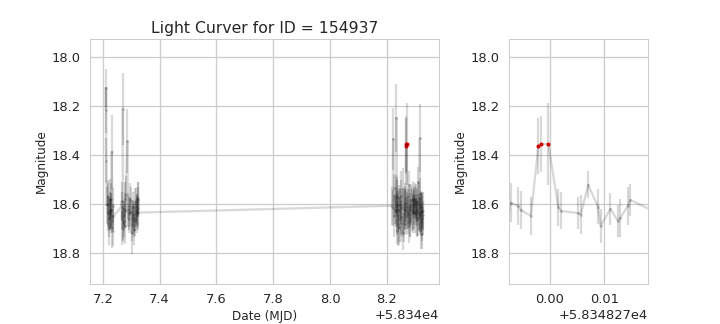 Light Curver for ID = 154937
18.0
18.2
18.4
18.6
18.8
Magnitude
7.2 7.4 7.6 7.8 8.0 8.2
Date (MJD)
+5.834e4
18.0
18.2
18.4
18.6
18.8
Magnitude
0.00 0.01
+5.834827e4